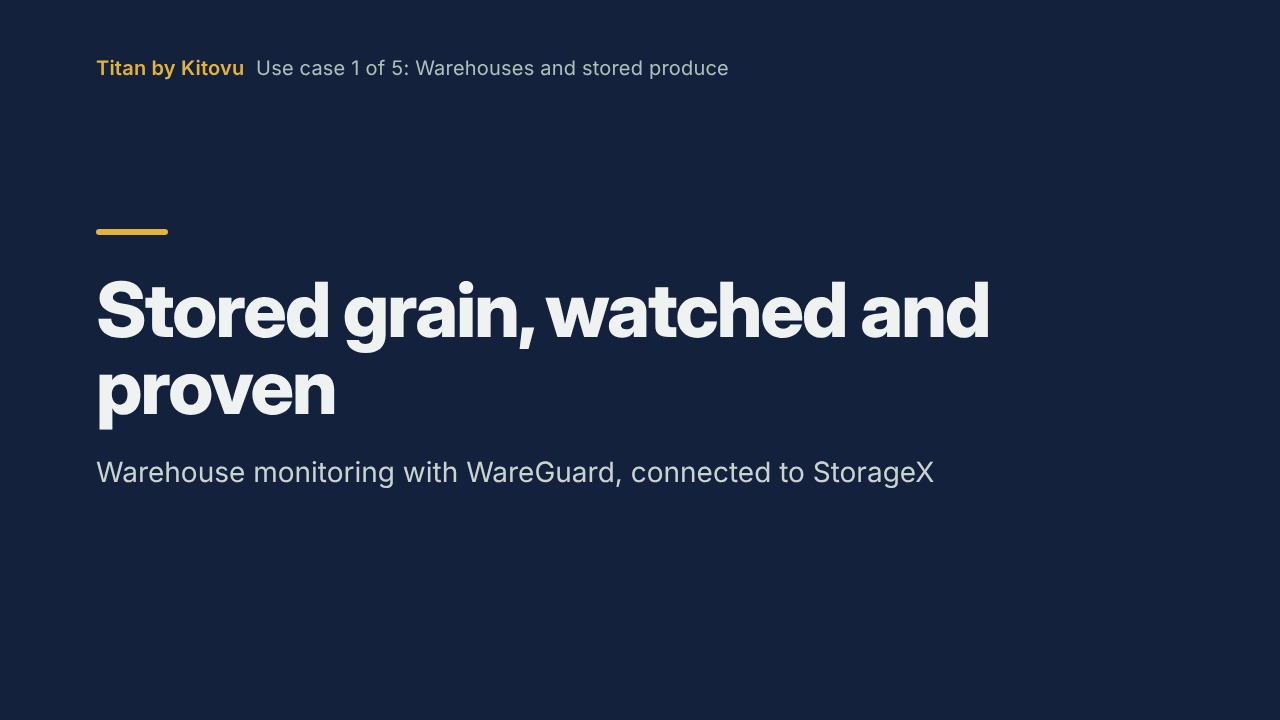 Titan by Kitovu Use case 1 of 5: Warehouses and stored produce
Stored grain, watched and
proven
Warehouse monitoring with WareGuard, connected to StorageX